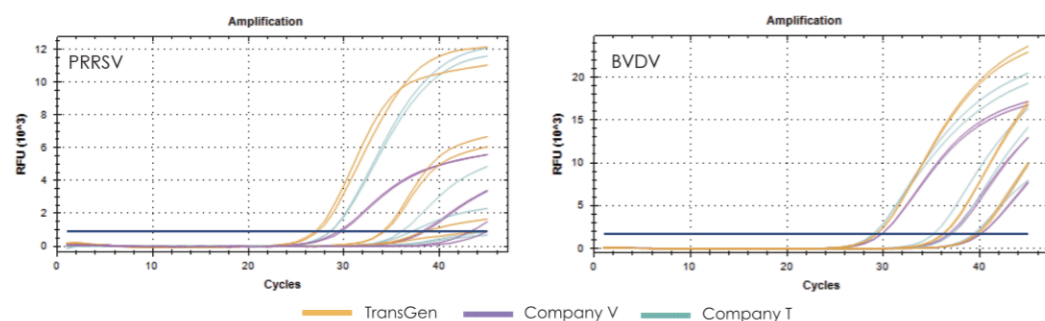 Amplification
PRRSV
12
10
8
6
4
2
0
0 10 20 30 40
RFU (10^3)
Cycles
Amplification
BVDV
20
15
10
5
0
0 10 20 30 40
RFU (10^3)
Cycles
TransGen Company V Company T